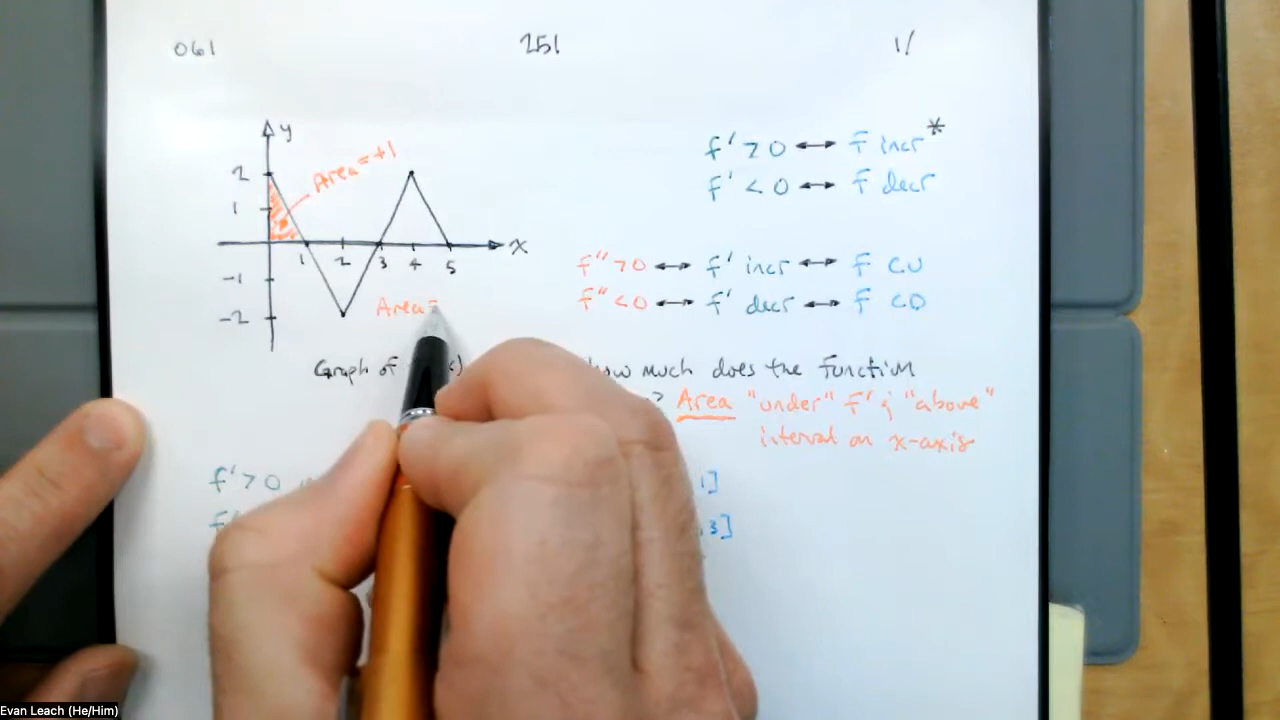 061 251 1/
y
Area = +1
2
1
1 2 3 4 5 x
-1
-2
Area =
f' > 0 ↔ f incr*
f' < 0 ↔ f decr
f'' > 0 ↔ f' incr ↔ f CU
f'' < 0 ↔ f' decr ↔ f CD
Graph of how much does the function
? Area "under" f' & "above"
interval on x-axis
f' > 0 1]
,3]
Evan Leach (He/Him)